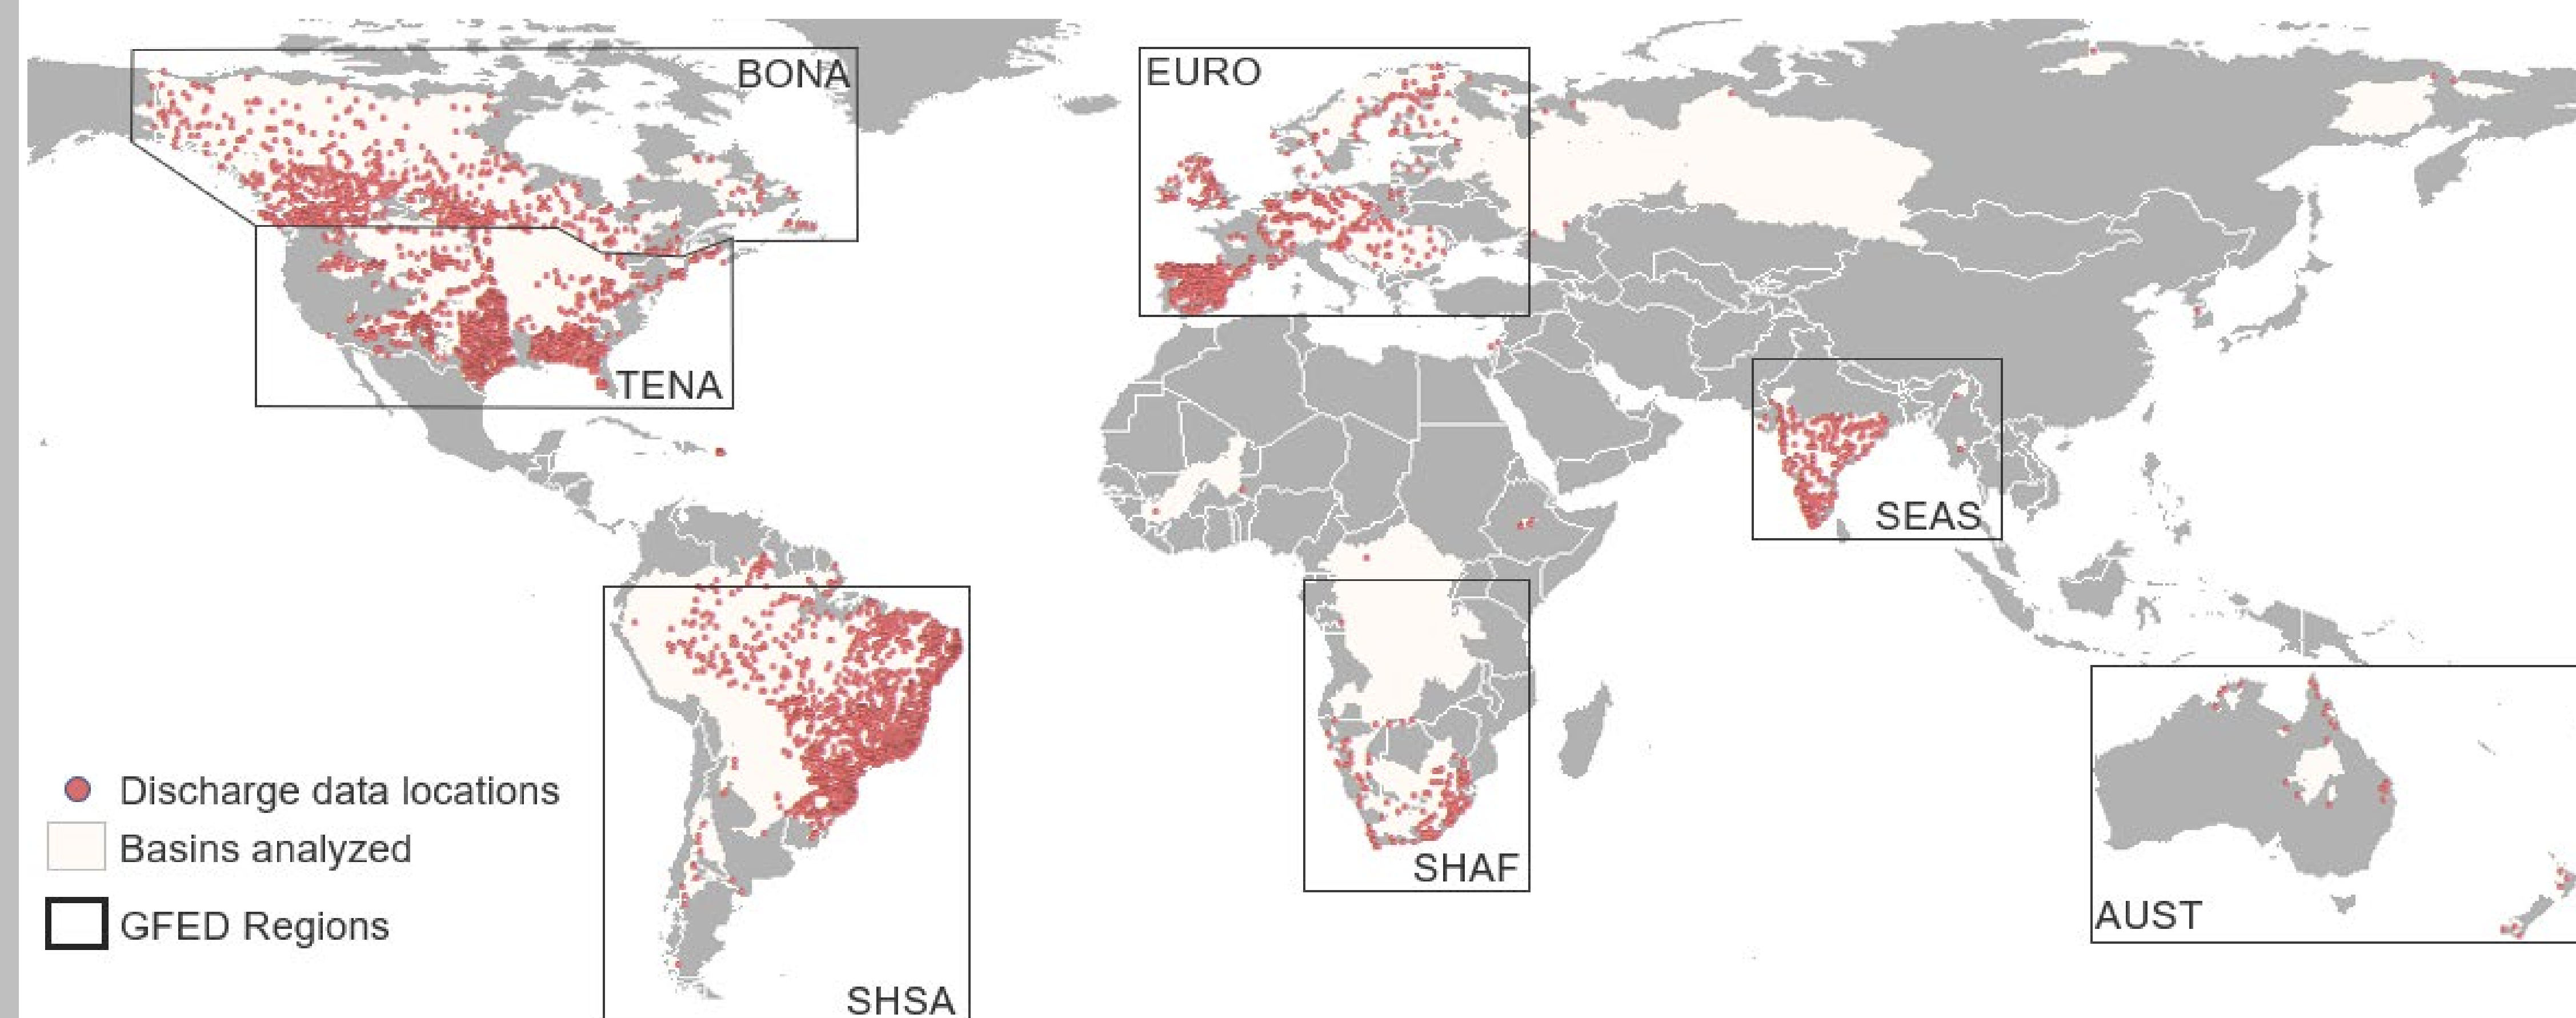 BONA
EURO
TENA
SEAS
Discharge data locations
Basins analyzed
SHAF
GFED Regions
AUST
SHSA